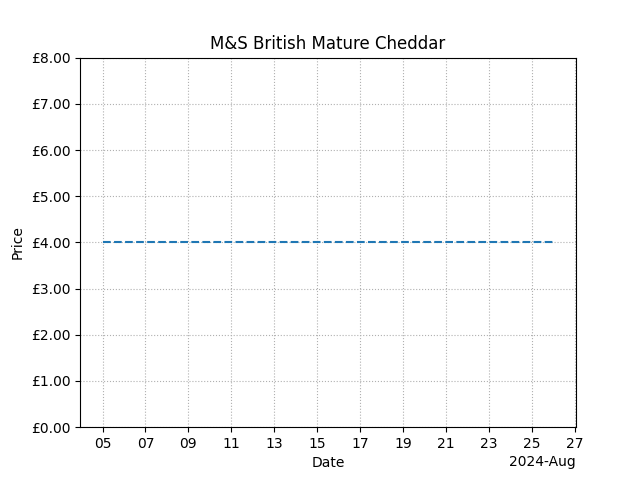 M&S British Mature Cheddar
£8.00
£7.00
£6.00
£5.00
£4.00
£3.00
£2.00
£1.00
£0.00
Price
05 07 09 11 13 15 17 19 21 23 25 27
Date
2024-Aug